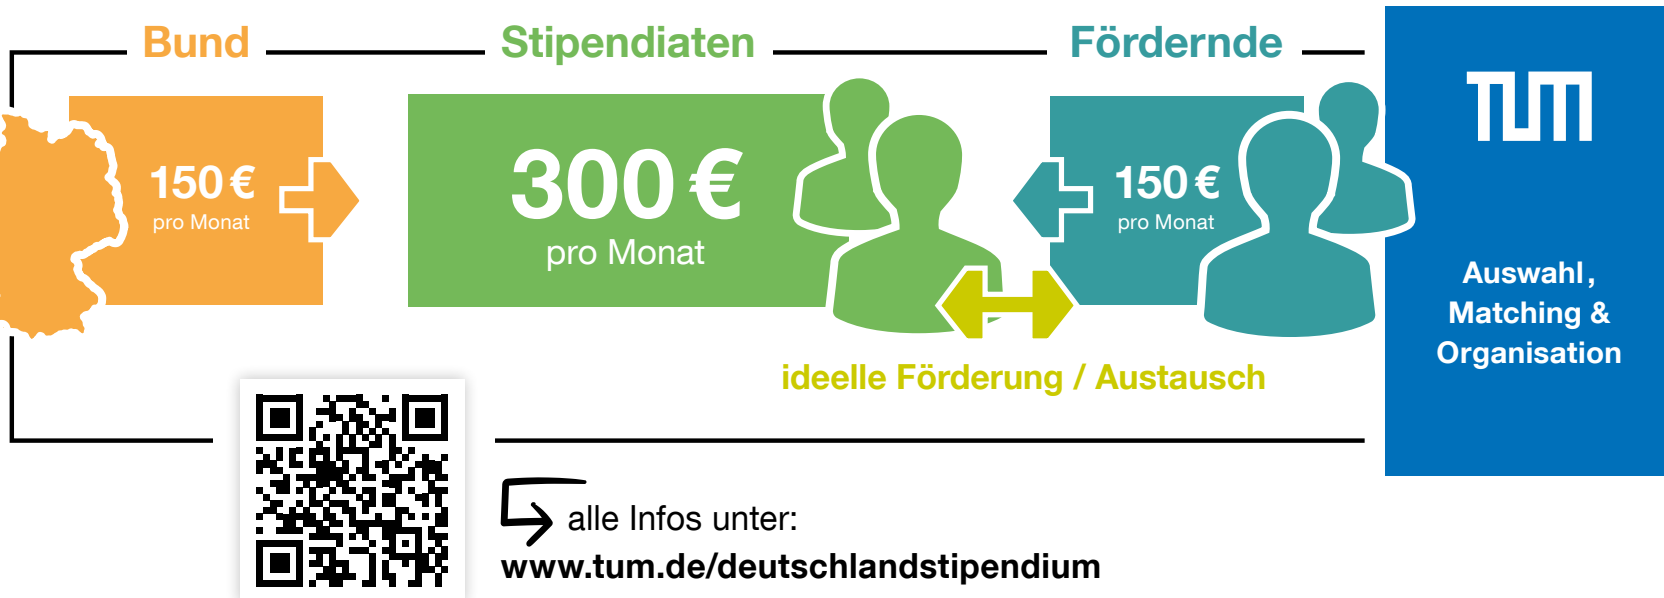 Bund
Stipendiaten
Fördernde
150 €
pro Monat
300 €
pro Monat
150 €
pro Monat
TUM
Auswahl,
Matching &
Organisation
ideelle Förderung / Austausch
alle Infos unter:
www.tum.de/deutschlandstipendium